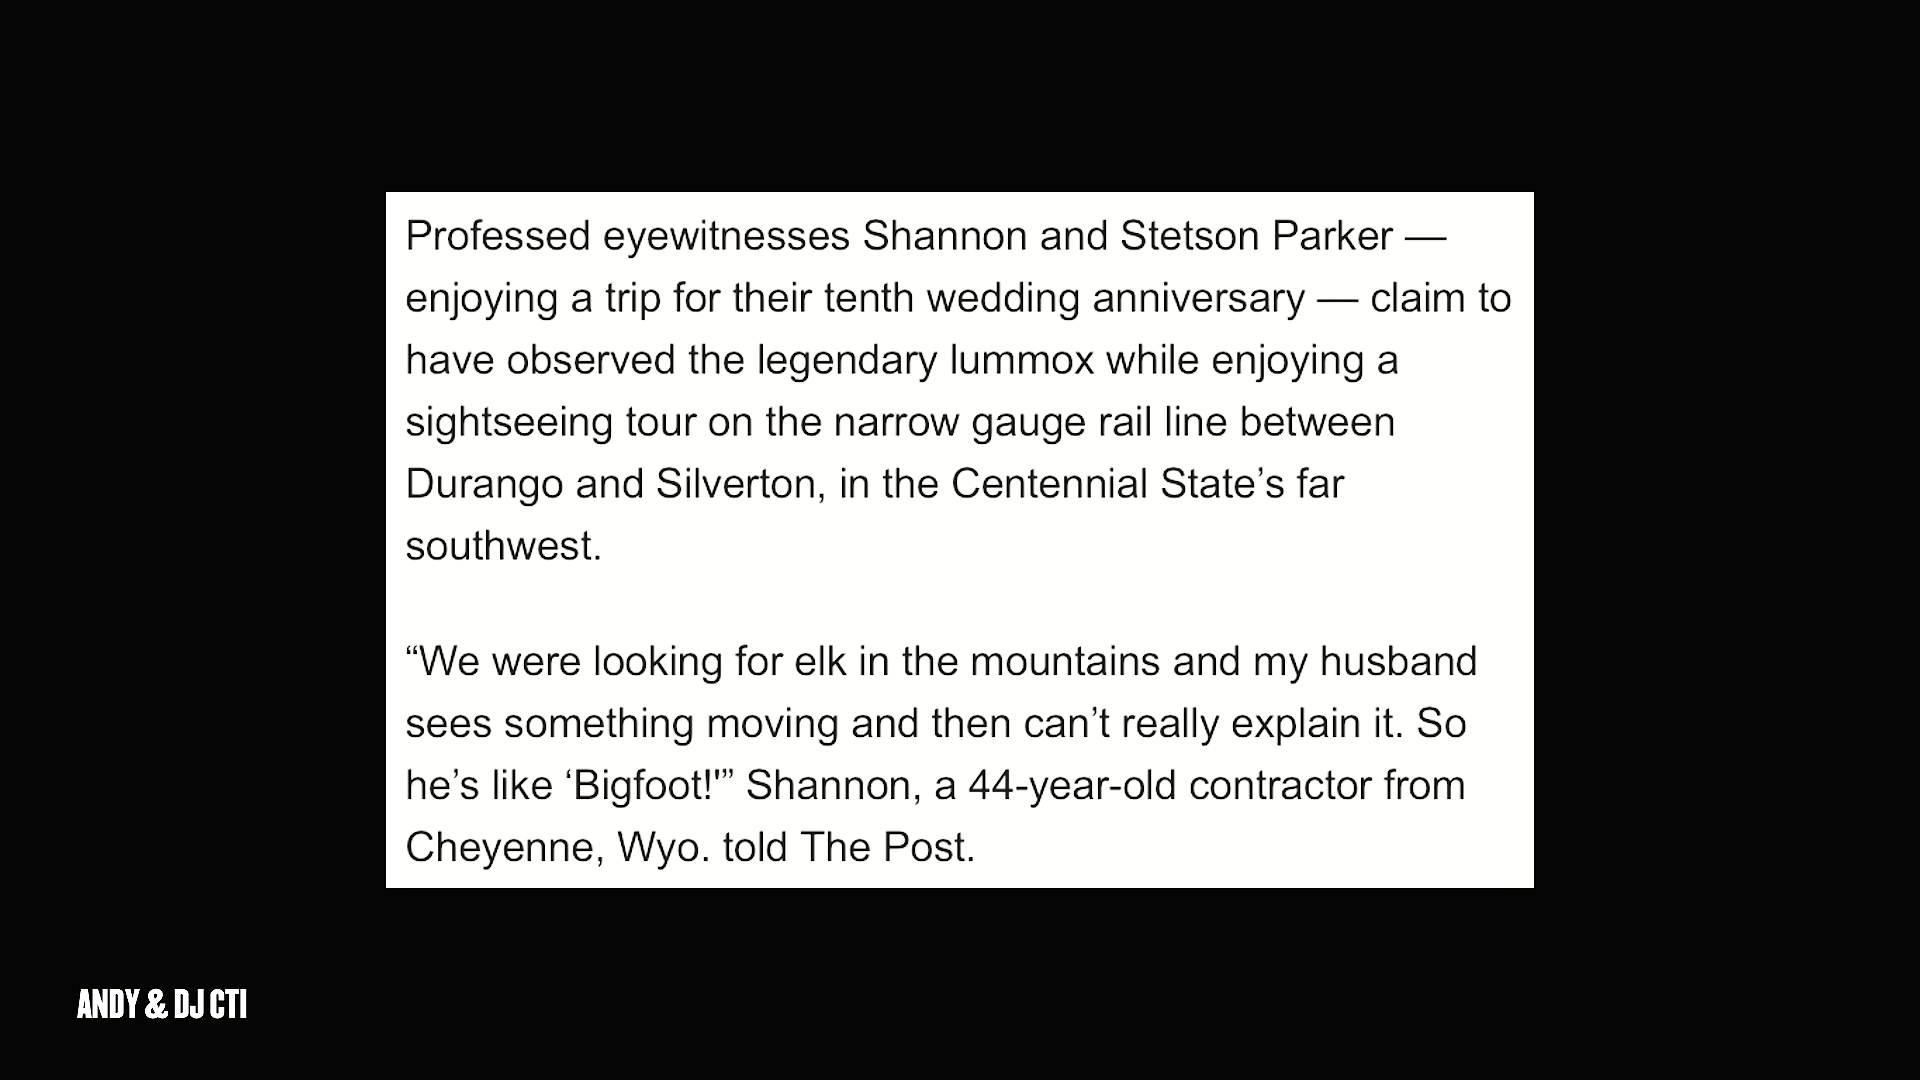 Professed eyewitnesses Shannon and Stetson Parker —
enjoying a trip for their tenth wedding anniversary — claim to
have observed the legendary lummox while enjoying a
sightseeing tour on the narrow gauge rail line between
Durango and Silverton, in the Centennial State’s far
southwest.
“We were looking for elk in the mountains and my husband
sees something moving and then can’t really explain it. So
he’s like ‘Bigfoot!'” Shannon, a 44-year-old contractor from
Cheyenne, Wyo. told The Post.
ANDY & DJ CTI